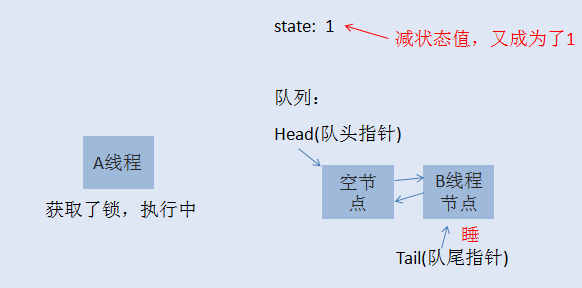 state: 1
减状态值，又成为了1
队列：
Head(队头指针)
A线程
获取了锁，执行中
空节
点
B线程
节点
睡
Tail(队尾指针)